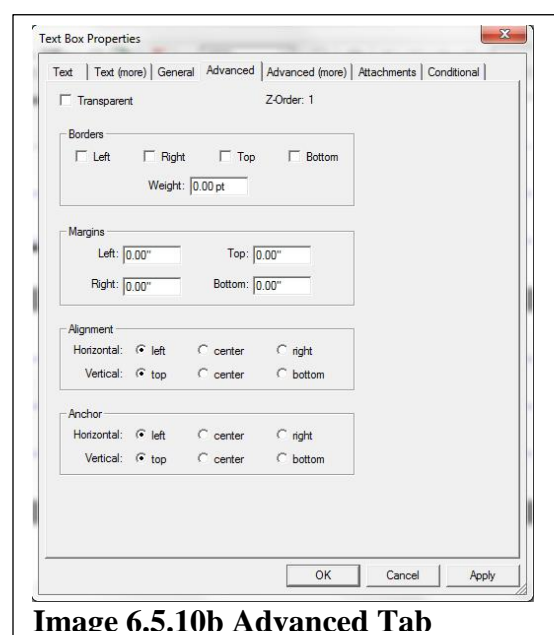 Text Box Properties
Text Text (more) General Advanced Advanced (more) Attachments Conditional
Transparent Z-Order: 1
Borders
Left Right Top Bottom
Weight: 0.00 pt
Margins
Left: 0.00" Top: 0.00"
Right: 0.00" Bottom: 0.00"
Alignment
Horizontal: left center right
Vertical: top center bottom
Anchor
Horizontal: left center right
Vertical: top center bottom
OK Cancel Apply
Image 6.5.10b Advanced Tab